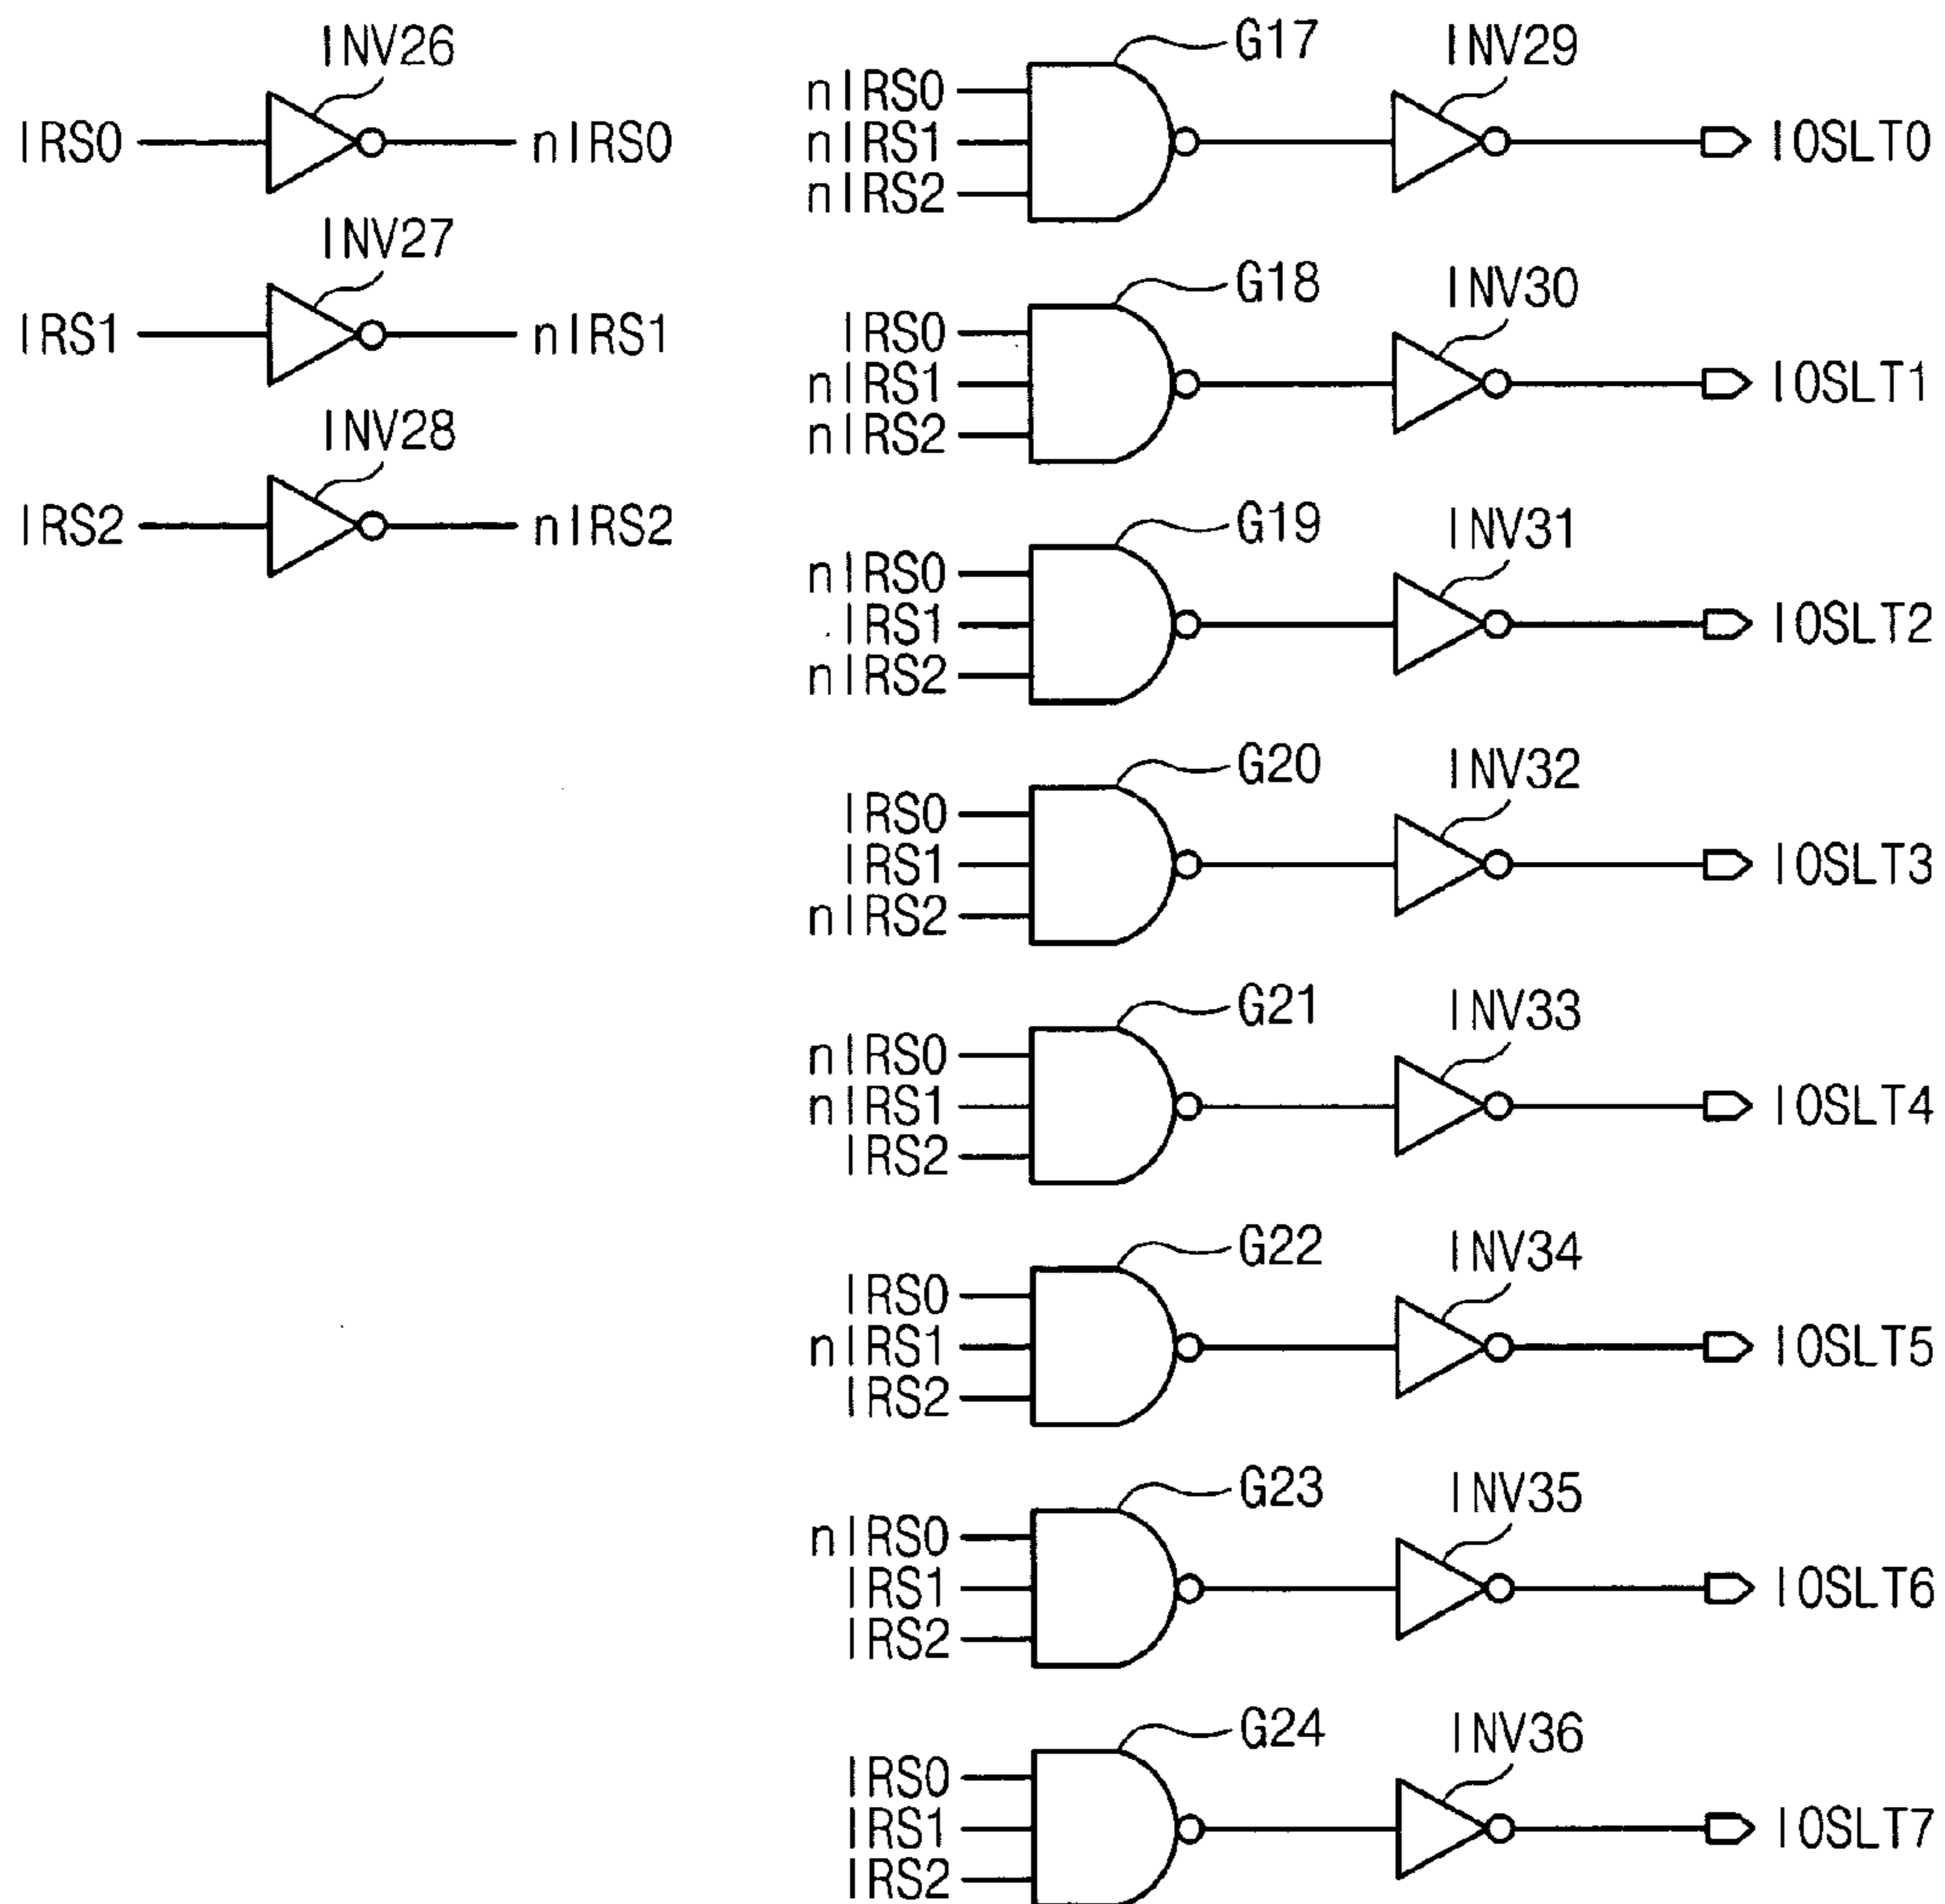 INV26
IRS0
nIRS0
INV27
IRS1
nIRS1
INV28
IRS2
nIRS2
G17
INV29
nIRS0
nIRS1
nIRS2
IOSLT0
G18
INV30
IRS0
nIRS1
nIRS2
IOSLT1
G19
INV31
nIRS0
IRS1
nIRS2
IOSLT2
G20
INV32
IRS0
IRS1
nIRS2
IOSLT3
G21
INV33
nIRS0
nIRS1
IRS2
IOSLT4
G22
INV34
IRS0
nIRS1
IRS2
IOSLT5
G23
INV35
nIRS0
IRS1
IRS2
IOSLT6
G24
INV36
IRS0
IRS1
IRS2
IOSLT7